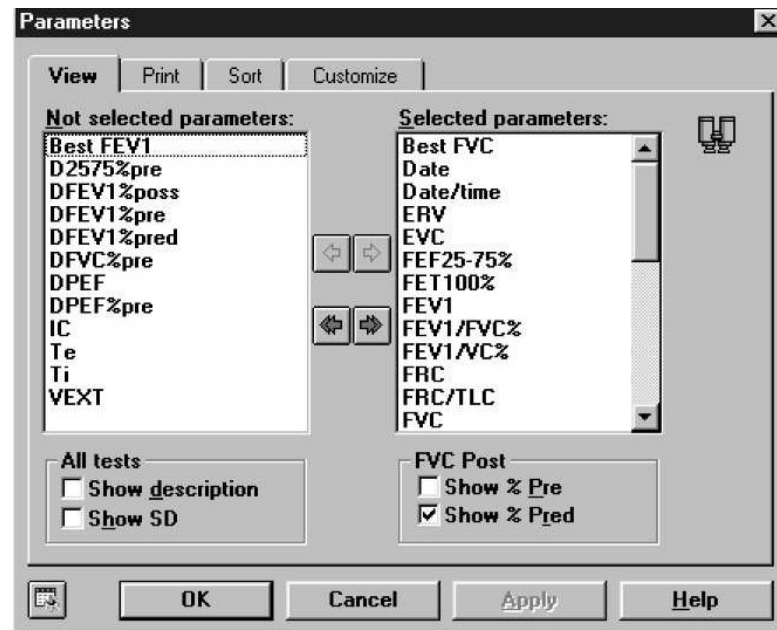 Parameters
View Print Sort Customize
Not selected parameters:
Best FEV1
D2575%pre
DFEV1%poss
DFEV1%pre
DFEV1%pred
DFVC%pre
DPEF
DPEF%pre
IC
Te
Ti
VEXT
Selected parameters:
Best FVC
Date
Date/time
ERV
EVC
FEF25-75%
FET100%
FEV1
FEV1/FVC%
FEV1/VC%
FRC
FRC/TLC
FVC
All tests
Show description
Show SD
FVC Post
Show % Pre
Show % Pred
OK Cancel Apply Help